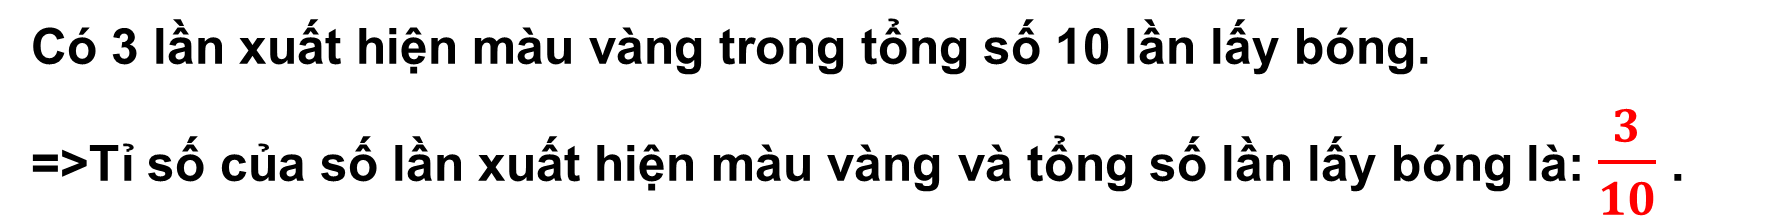 Có 3 lần xuất hiện màu vàng trong tổng số 10 lần lấy bóng.
=>Tỉ số của số lần xuất hiện màu vàng và tổng số lần lấy bóng là: 3/10 .